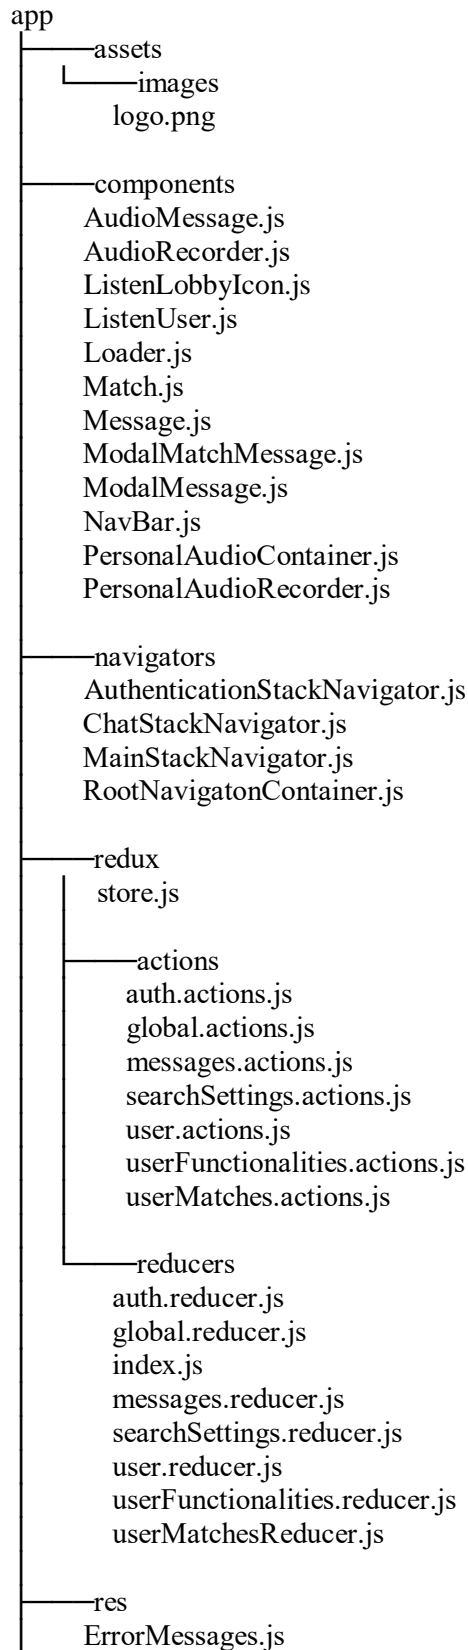 app
assets
images
logo.png
components
AudioMessage.js
AudioRecorder.js
ListenLobbyIcon.js
ListenUser.js
Loader.js
Match.js
Message.js
ModalMatchMessage.js
ModalMessage.js
NavBar.js
PersonalAudioContainer.js
PersonalAudioRecorder.js
navigators
AuthenticationStackNavigator.js
ChatStackNavigator.js
MainStackNavigator.js
RootNavigatonContainer.js
redux
store.js
actions
auth.actions.js
global.actions.js
messages.actions.js
searchSettings.actions.js
user.actions.js
userFunctionalities.actions.js
userMatches.actions.js
reducers
auth.reducer.js
global.reducer.js
index.js
messages.reducer.js
searchSettings.reducer.js
user.reducer.js
userFunctionalities.reducer.js
userMatchesReducer.js
res
ErrorMessages.js